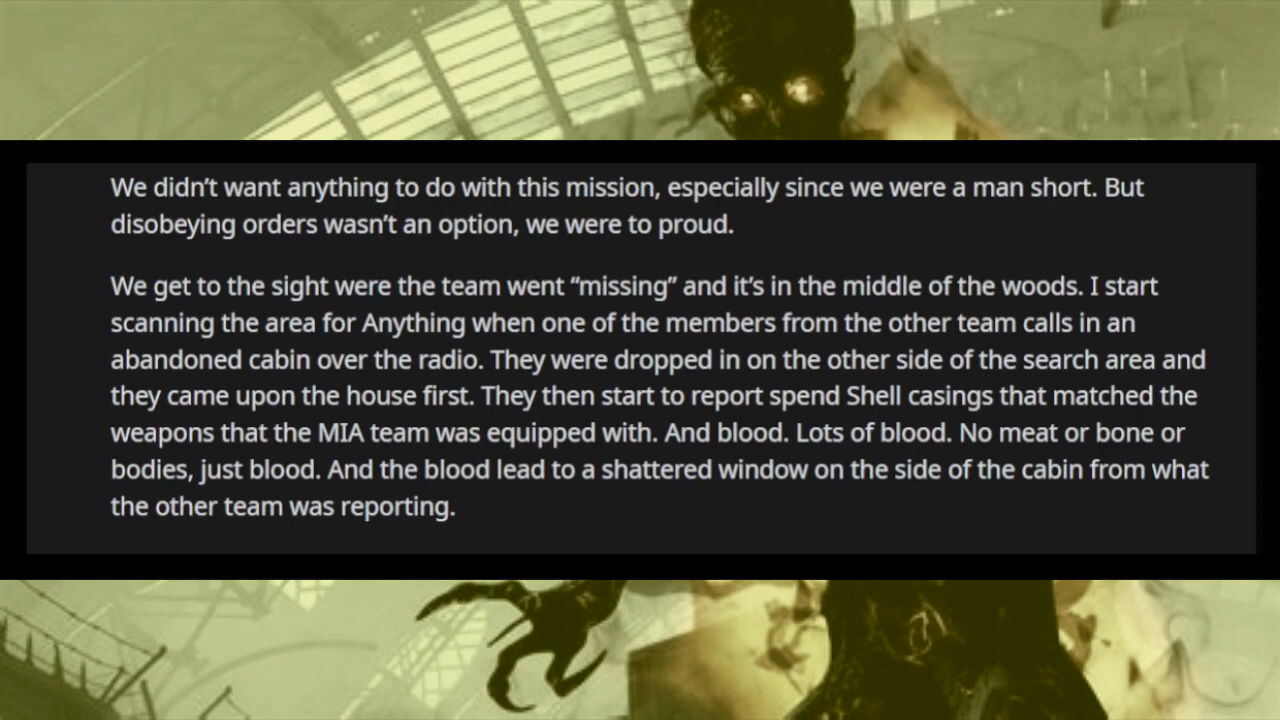 We didn’t want anything to do with this mission, especially since we were a man short. But
disobeying orders wasn’t an option, we were to proud.
We get to the sight were the team went “missing” and it’s in the middle of the woods. I start
scanning the area for Anything when one of the members from the other team calls in an
abandoned cabin over the radio. They were dropped in on the other side of the search area and
they came upon the house first. They then start to report spend Shell casings that matched the
weapons that the MIA team was equipped with. And blood. Lots of blood. No meat or bone or
bodies, just blood. And the blood lead to a shattered window on the side of the cabin from what
the other team was reporting.